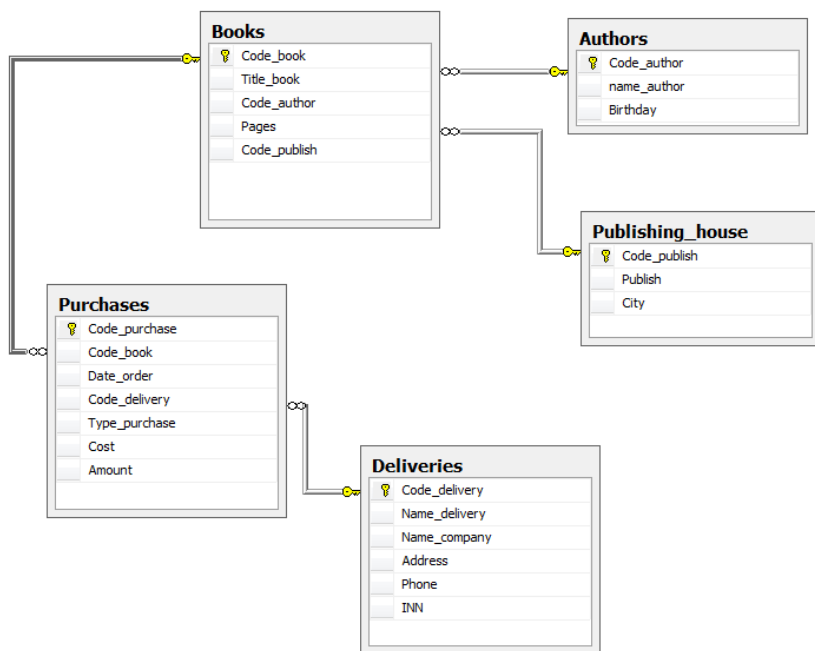 Books
Code_book
Title_book
Code_author
Pages
Code_publish
Authors
Code_author
name_author
Birthday
Publishing_house
Code_publish
Publish
City
Purchases
Code_purchase
Code_book
Date_order
Code_delivery
Type_purchase
Cost
Amount
Deliveries
Code_delivery
Name_delivery
Name_company
Address
Phone
INN